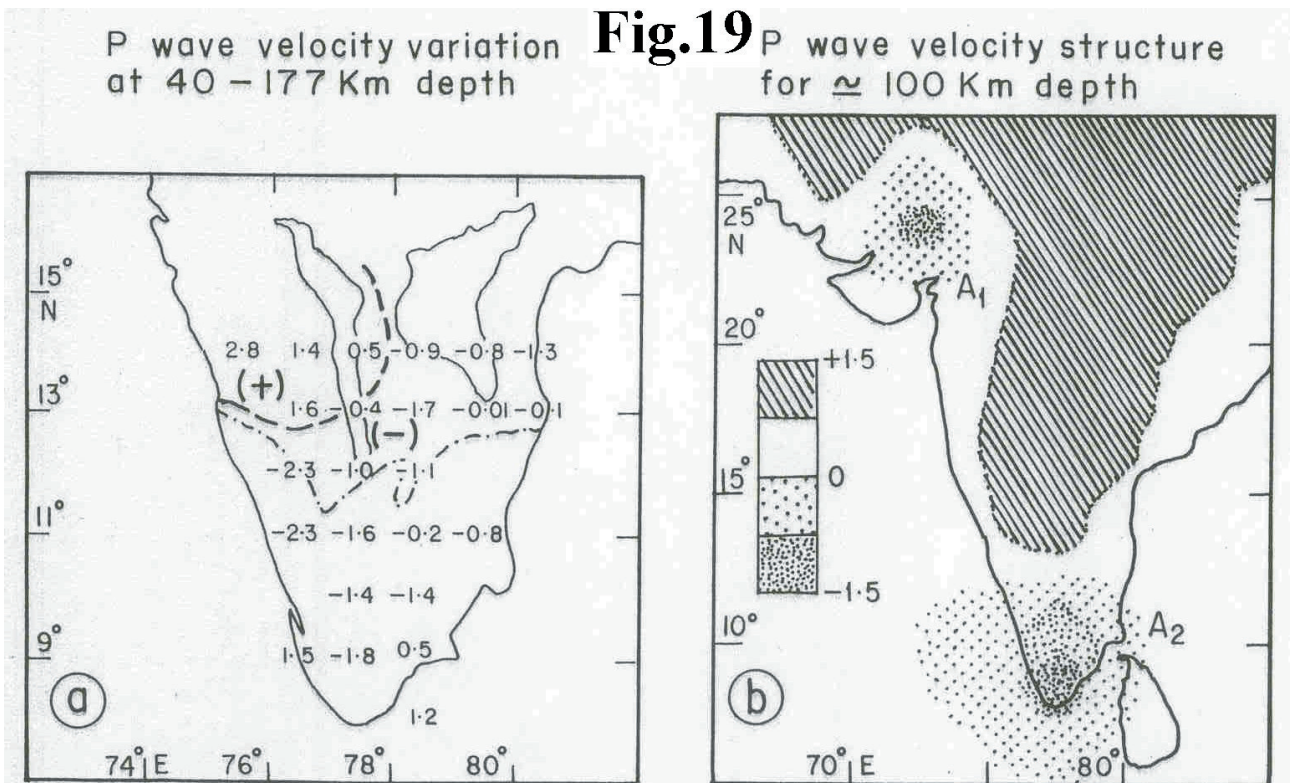 Fig.19
P wave velocity variation
at 40 – 177 Km depth
15°
N
13°
11°
9°
2.8 1.4 0.5 -0.9 -0.8 -1.3
(+)
1.6 -0.4 -1.7 -0.01 -0.1
(-)
-2.3 -1.0 -1.1
-2.3 -1.6 -0.2 -0.8
-1.4 -1.4
1.5 -1.8 0.5
1.2
a
74° E 76° 78° 80°
P wave velocity structure
for ≃ 100 Km depth
25°
N
20°
15°
10°
A1
+1.5
0
-1.5
A2
b
70° E 80°